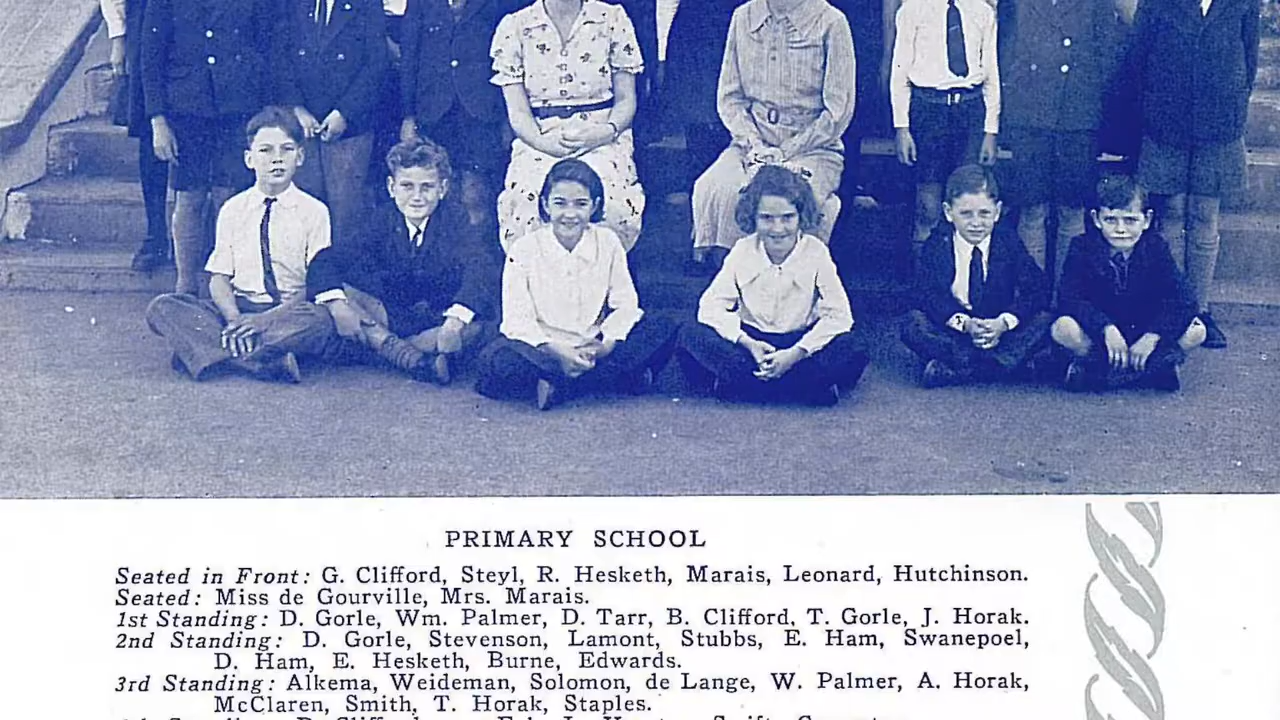 PRIMARY SCHOOL
Seated in Front: G. Clifford, Steyl, R. Hesketh, Marais, Leonard, Hutchinson.
Seated: Miss de Gourville, Mrs. Marais.
1st Standing: D. Gorle, Wm. Palmer, D. Tarr, B. Clifford, T. Gorle, J. Horak.
2nd Standing: D. Gorle, Stevenson, Lamont, Stubbs, E. Ham, Swanepoel,
D. Ham, E. Hesketh, Burne, Edwards.
3rd Standing: Alkema, Weideman, Solomon, de Lange, W. Palmer, A. Horak,
McClaren, Smith, T. Horak, Staples.